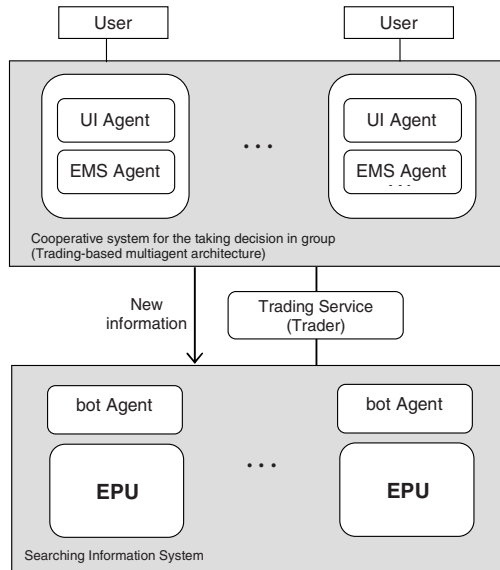 User
User
UI Agent
UI Agent
...
EMS Agent
EMS Agent
...
Cooperative system for the taking decision in group
(Trading-based multiagent architecture)
New
information
Trading Service
(Trader)
bot Agent
bot Agent
...
EPU
EPU
Searching Information System